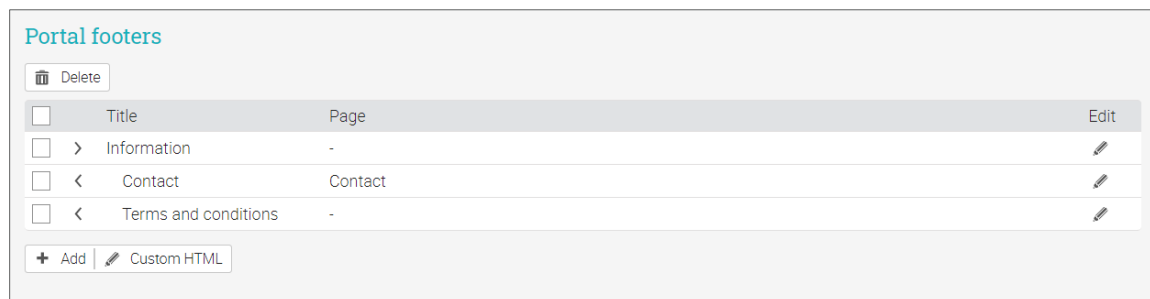 Portal footers
Delete
Title Page Edit
Information -
Contact Contact
Terms and conditions -
Add Custom HTML